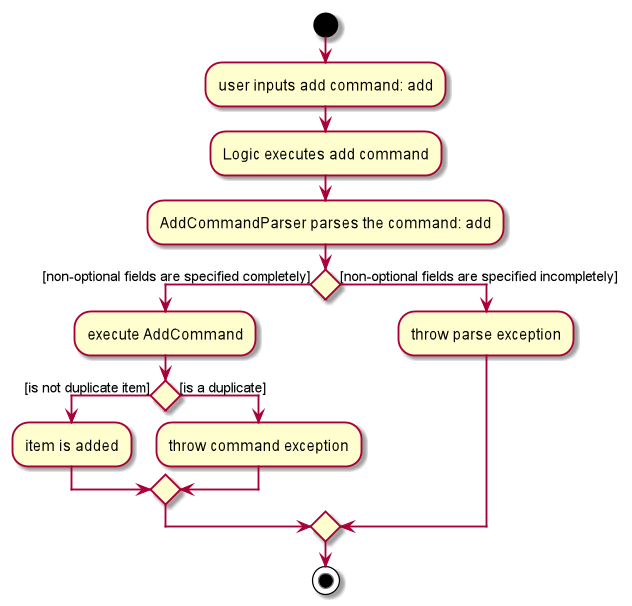 user inputs add command: add
Logic executes add command
AddCommandParser parses the command: add
[non-optional fields are specified completely]
[non-optional fields are specified incompletely]
execute AddCommand
throw parse exception
[is not duplicate item]
[is a duplicate]
item is added
throw command exception